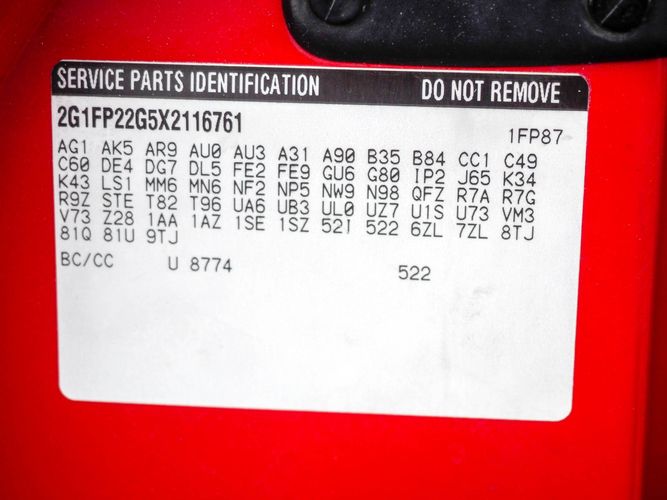 SERVICE PARTS IDENTIFICATION DO NOT REMOVE
2G1FP22G5X2116761
1FP87
AG1 AK5 AR9 AU0 AU3 A31 A90 B35 B84 CC1 C49
C60 DE4 DG7 DL5 FE2 FE9 GU6 G80 IP2 J65 K34
K43 LS1 MM6 MN6 NF2 NP5 NW9 N98 QFZ R7A R7G
R9Z STE T82 T96 UA6 UB3 UL0 UZ7 U1S U73 VM3
V73 Z28 1AA 1AZ 1SE 1SZ 52I 522 6ZL 7ZL 8TJ
81Q 81U 9TJ
BC/CC U 8774 522